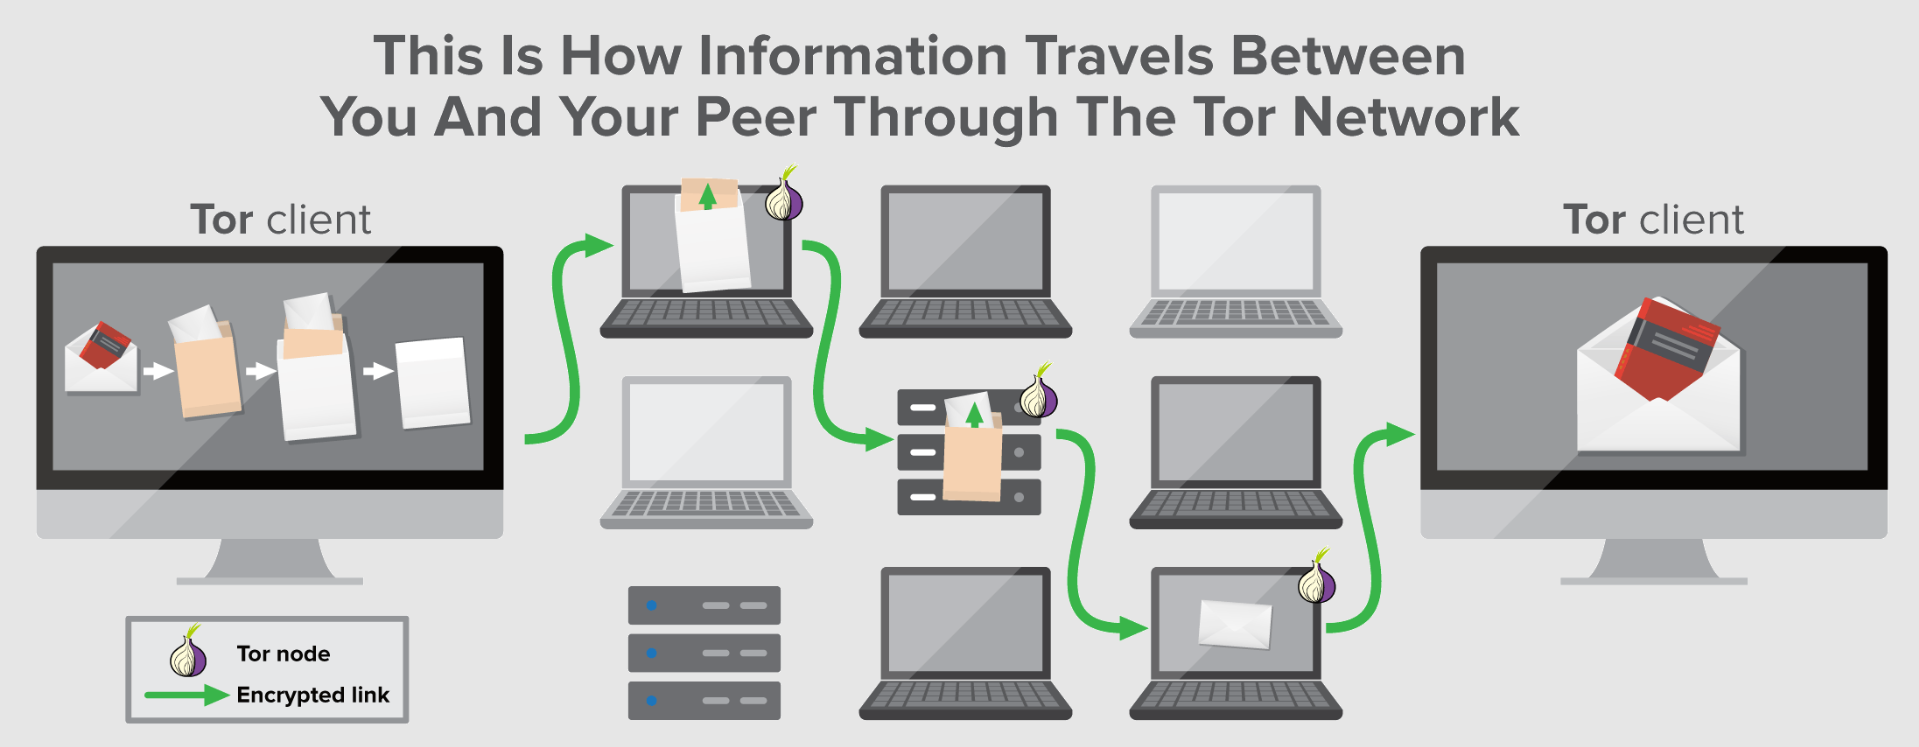 This Is How Information Travels Between
You And Your Peer Through The Tor Network
Tor client
Tor client
Tor node
Encrypted link